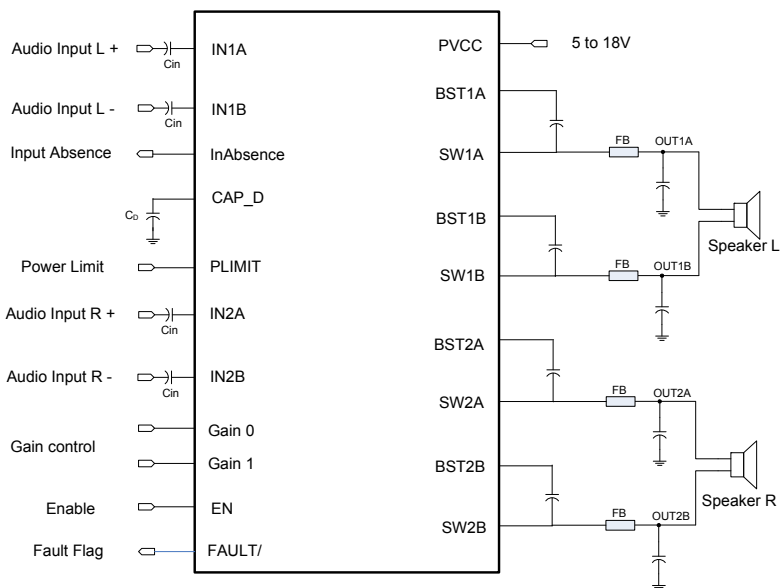 Audio Input L +
Cin
IN1A
Audio Input L -
Cin
IN1B
Input Absence
InAbsence
CD
CAP_D
Power Limit
PLIMIT
Audio Input R +
Cin
IN2A
Audio Input R -
Cin
IN2B
Gain control
Gain 0
Gain 1
Enable
EN
Fault Flag
FAULT/
PVCC
5 to 18V
BST1A
SW1A
FB
OUT1A
BST1B
SW1B
FB
OUT1B
Speaker L
BST2A
SW2A
FB
OUT2A
BST2B
SW2B
FB
OUT2B
Speaker R